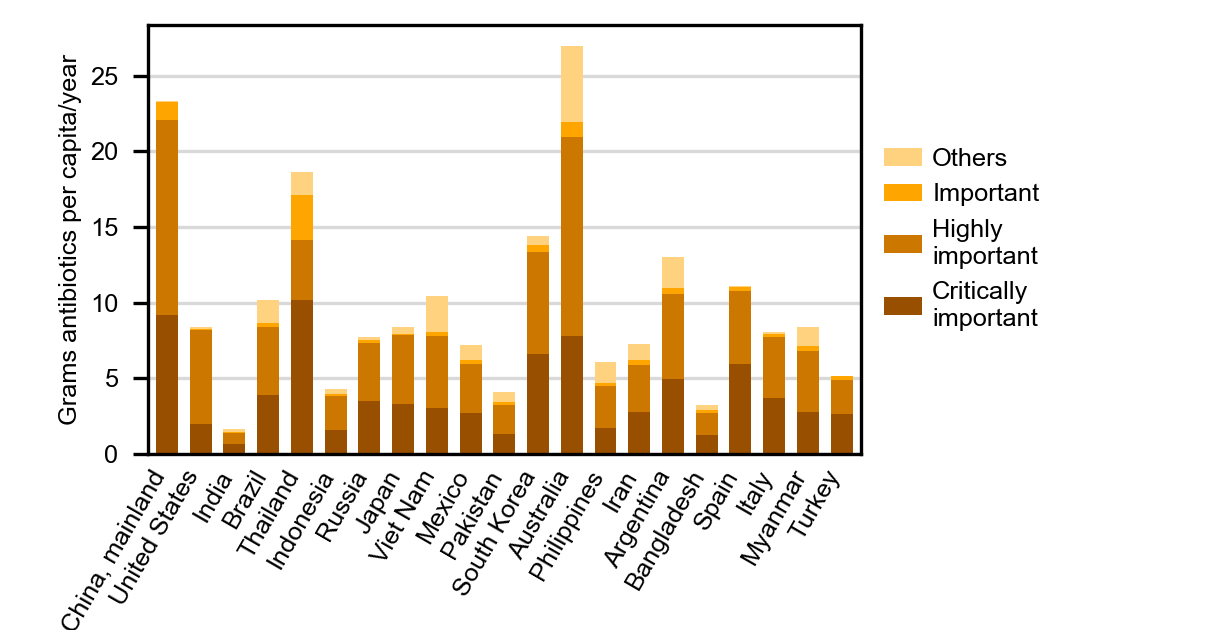 Grams antibiotics per capita/year
25
20
15
10
5
0
China, mainland
United States
India
Brazil
Thailand
Indonesia
Russia
Japan
Viet Nam
Mexico
Pakistan
South Korea
Australia
Philippines
Iran
Argentina
Bangladesh
Spain
Italy
Myanmar
Turkey
Others
Important
Highly
important
Critically
important